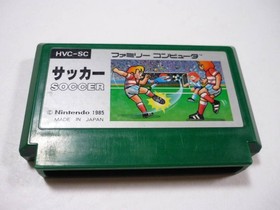 HVC-SC
ファミリー コンピュータ
サッカー
SOCCER
© Nintendo 1985
MADE IN JAPAN